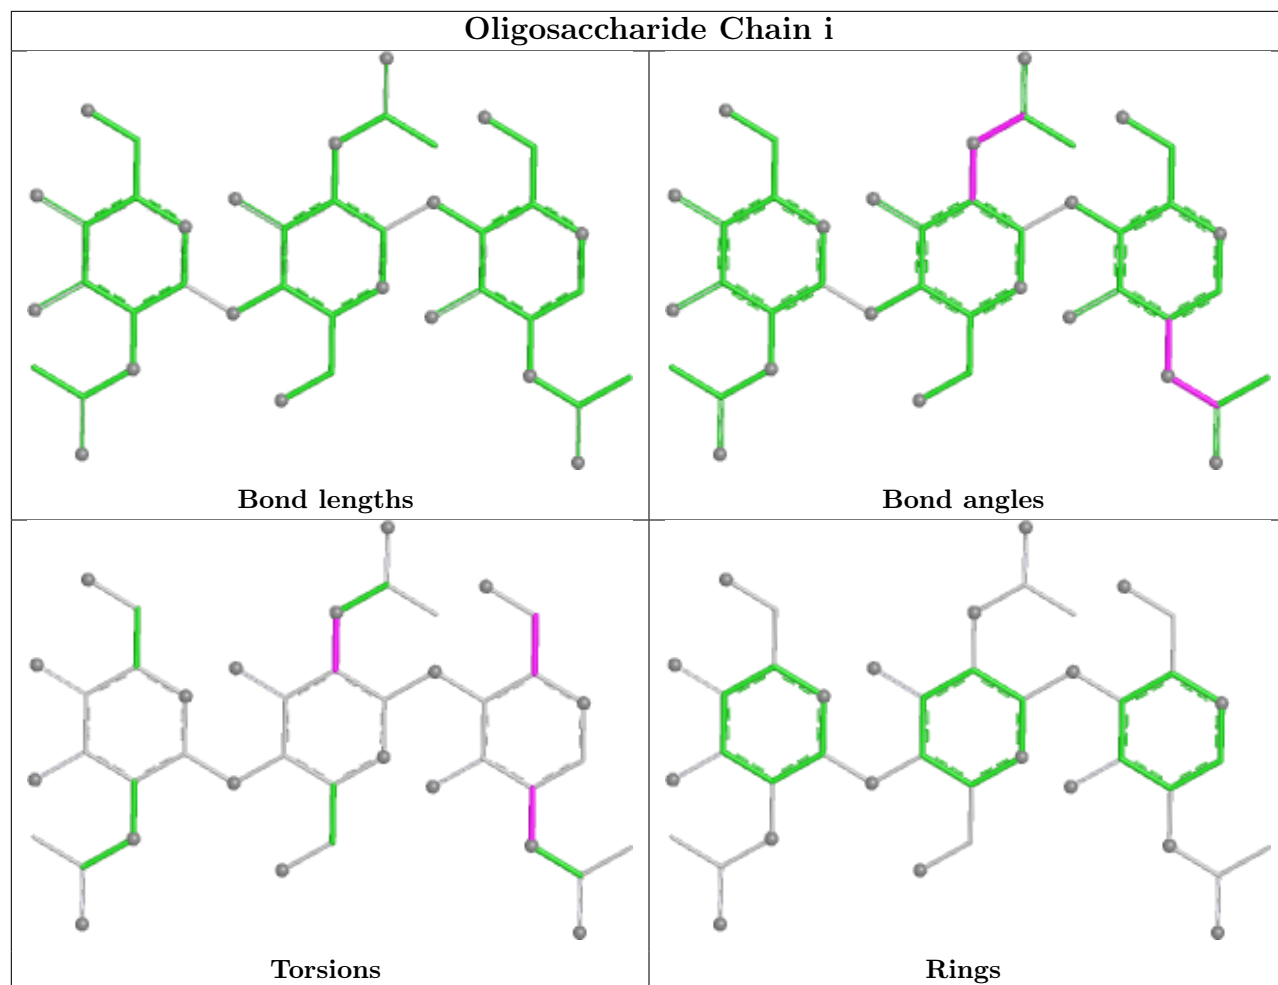 Oligosaccharide Chain i
Bond lengths
Bond angles
Torsions
Rings